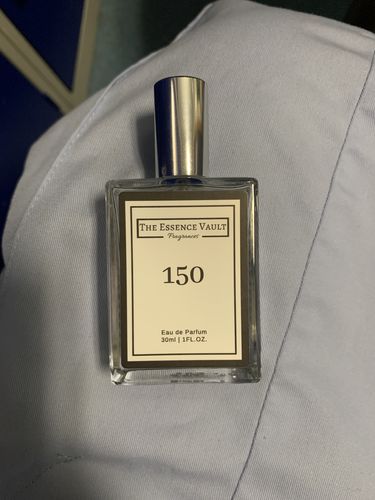 THE ESSENCE VAULT
Fragrances
150
Eau de Parfum
30ml | 1FL.OZ.